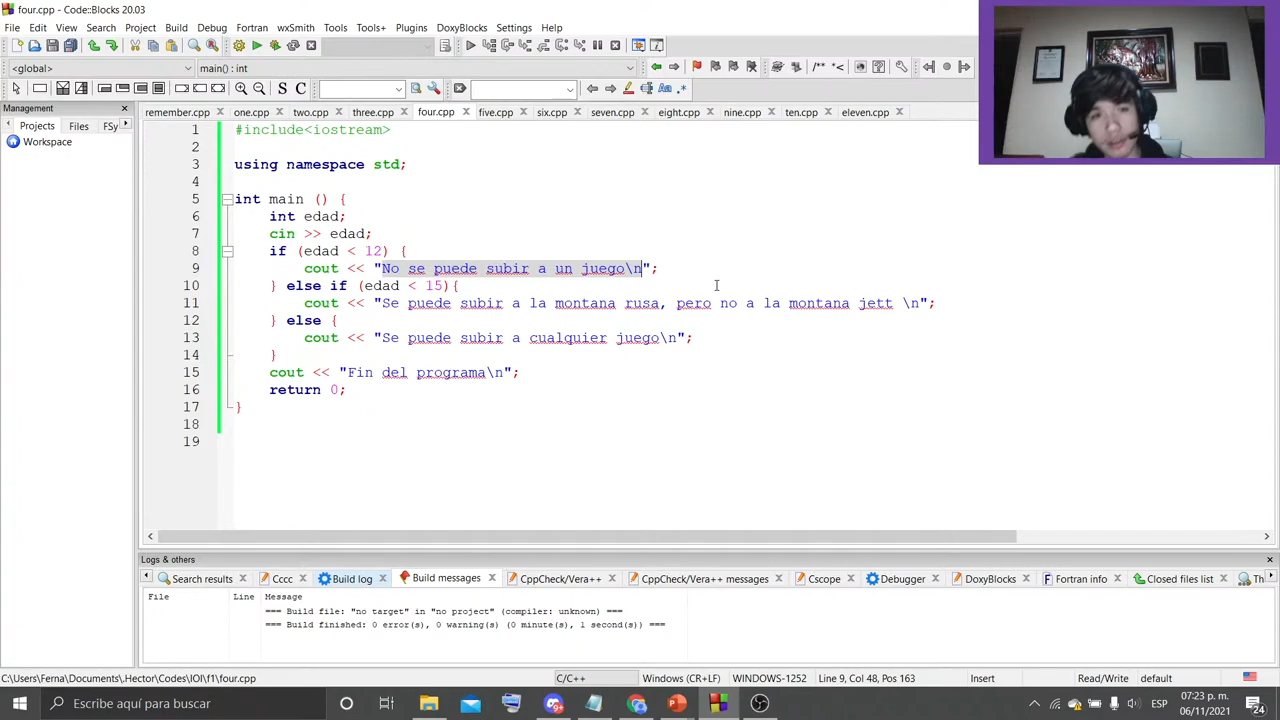 four.cpp - Code::Blocks 20.03
File Edit View Search Project Build Debug Fortran wxSmith Tools Tools+ Plugins DoxyBlocks Settings Help
<global> main() : int
/** *<
S C Aa .*
Management
Projects Files FSy
Workspace
remember.cpp one.cpp two.cpp three.cpp four.cpp five.cpp six.cpp seven.cpp eight.cpp nine.cpp ten.cpp eleven.cpp
1 #include<iostream>
2
3 using namespace std;
4
5 int main () {
6 int edad;
7 cin >> edad;
8 if (edad < 12) {
9 cout << "No se puede subir a un juego\n";
10 } else if (edad < 15){
11 cout << "Se puede subir a la montana rusa, pero no a la montana jett \n";
12 } else {
13 cout << "Se puede subir a cualquier juego\n";
14 }
15 cout << "Fin del programa\n";
16 return 0;
17 }
18
19
Logs & others
Search results Cccc Build log Build messages CppCheck/Vera++ CppCheck/Vera++ messages Cscope Debugger DoxyBlocks Fortran info Closed files list Th
File Line Message
=== Build file: "no target" in "no project" (compiler: unknown) ===
=== Build finished: 0 error(s), 0 warning(s) (0 minute(s), 1 second(s)) ===
C:\Users\Ferna\Documents\.Hector\Codes\IOI\f1\four.cpp C/C++ Windows (CR+LF) WINDOWS-1252 Line 9, Col 48, Pos 163 Insert Read/Write default
Escribe aquí para buscar
ESP
07:23 p. m.
06/11/2021
24